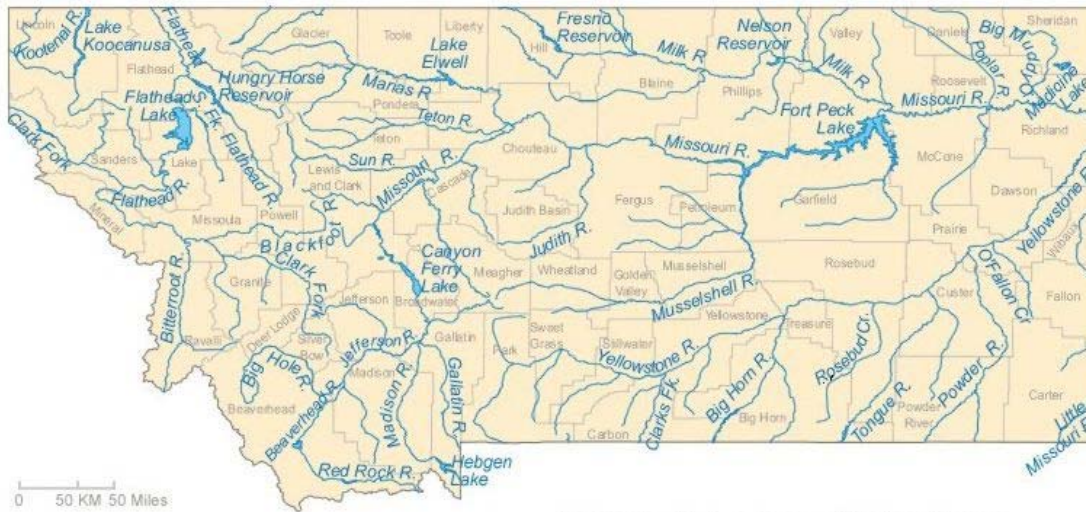 Lincoln
Kootenai R.
Lake
Koocanusa
Flathead
Flathead R.
Glacier
Toole
Liberty
Lake
Elwell
Hill
Fresno
Reservoir
Milk R.
Blaine
Nelson
Reservoir
Phillips
Valley
Milk R.
Daniels
Poplar R.
Big Muddy Cr.
Sheridan
Medicine
Lake
Roosevelt
Missouri R.
Richland
Hungry Horse
Reservoir
Flathead
Lake
S. Fk. Flathead R.
Marias R.
Pondera
Teton R.
Teton
Sun R.
Missouri R.
Chouteau
Missouri R.
Fort Peck
Lake
McCone
Dawson
Yellowstone R.
Wibaux
Clark Fork
Sanders
Lake
Flathead R.
Mineral
Missoula
Powell
Lewis
and Clark
Cascade
Judith Basin
Judith R.
Fergus
Petroleum
Garfield
Prairie
O'Fallon Cr
Fallon
Blackfoot R.
Clark
Fork
Bitterroot R.
Granite
Ravalli
Deer Lodge
Silver
Bow
Jefferson
Canyon
Ferry
Lake
Broadwater
Meagher
Wheatland
Golden
Valley
Musselshell
Musselshell R.
Rosebud
Custer
Jefferson R.
Gallatin
Park
Sweet
Grass
Stillwater
Yellowstone
Yellowstone R.
Treasure
Rosebud Cr.
Tongue R.
Powder R.
Powder
River
Carter
Little
Missouri R.
Big Hole R.
Beaverhead
Beaverhead R.
Madison
Madison R.
Gallatin R.
Carbon
Clarks Fk.
Big Horn R.
Big Horn
Red Rock R.
Hebgen
Lake
0 50 KM 50 Miles